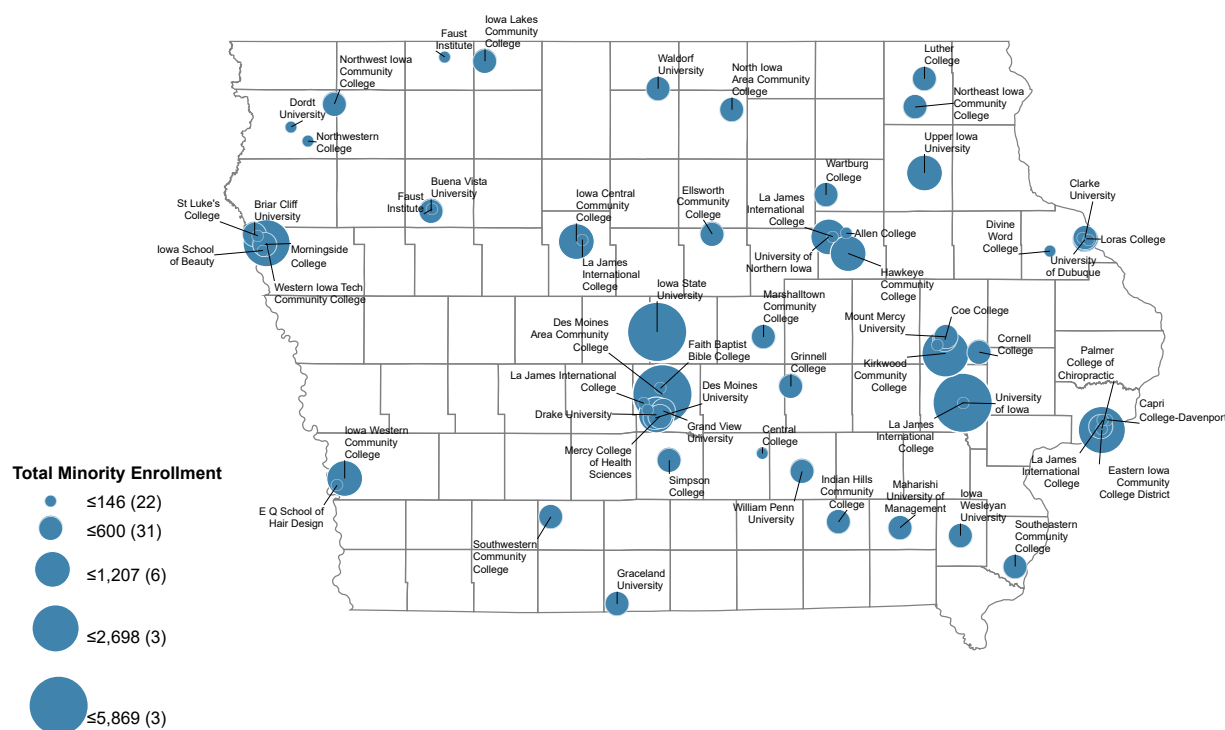 Faust
Institute
Iowa Lakes
Community
College
Northwest Iowa
Community
College
Dordt
University
Northwestern
College
Waldorf
University
North Iowa
Area Community
College
Luther
College
Northeast Iowa
Community
College
Upper Iowa
University
St Luke's
College
Briar Cliff
University
Iowa School
of Beauty
Morningside
College
Western Iowa Tech
Community College
Faust
Institute
Buena Vista
University
Iowa Central
Community
College
La James
International
College
Ellsworth
Community
College
Wartburg
College
La James
International
College
Allen College
University of
Northern Iowa
Hawkeye
Community
College
Clarke
University
Divine
Word
College
Loras College
University
of Dubuque
Iowa State
University
Des Moines
Area Community
College
Faith Baptist
Bible College
Marshalltown
Community
College
Grinnell
College
Coe College
Mount Mercy
University
Cornell
College
Kirkwood
Community
College
Palmer
College of
Chiropractic
La James International
College
Des Moines
University
Drake University
Grand View
University
Mercy College
of Health
Sciences
Central
College
University
of Iowa
La James
International
College
Capri
College-Davenport
La James
International
College
Eastern Iowa
Community
College District
Iowa Western
Community
College
E Q School of
Hair Design
Simpson
College
William Penn
University
Indian Hills
Community
College
Maharishi
University of
Management
Iowa
Wesleyan
University
Southeastern
Community
College
Southwestern
Community
College
Graceland
University
Total Minority Enrollment
≤146 (22)
≤600 (31)
≤1,207 (6)
≤2,698 (3)
≤5,869 (3)